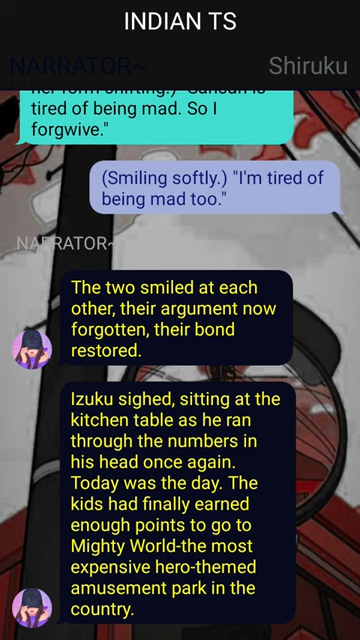 INDIAN TS
NARRATOR~
Shiruku
tired of being mad. So I
forgwive."
(Smiling softly.) "I'm tired of
being mad too."
NARRATOR~
The two smiled at each
other, their argument now
forgotten, their bond
restored.
Izuku sighed, sitting at the
kitchen table as he ran
through the numbers in
his head once again.
Today was the day. The
kids had finally earned
enough points to go to
Mighty World-the most
expensive hero-themed
amusement park in the
country.